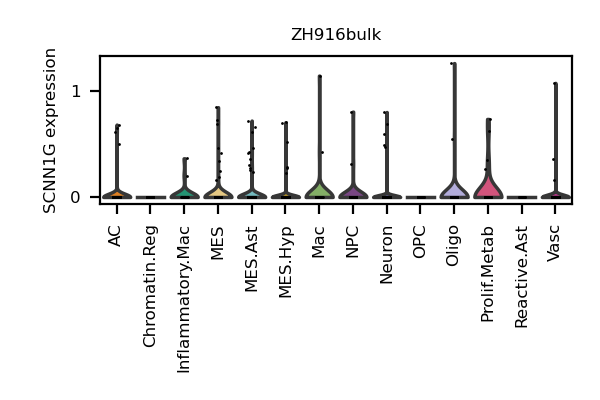 ZH916bulk
SCNN1G expression
1
0
AC
Chromatin.Reg
Inflammatory.Mac
MES
MES.Ast
MES.Hyp
Mac
NPC
Neuron
OPC
Oligo
Prolif.Metab
Reactive.Ast
Vasc